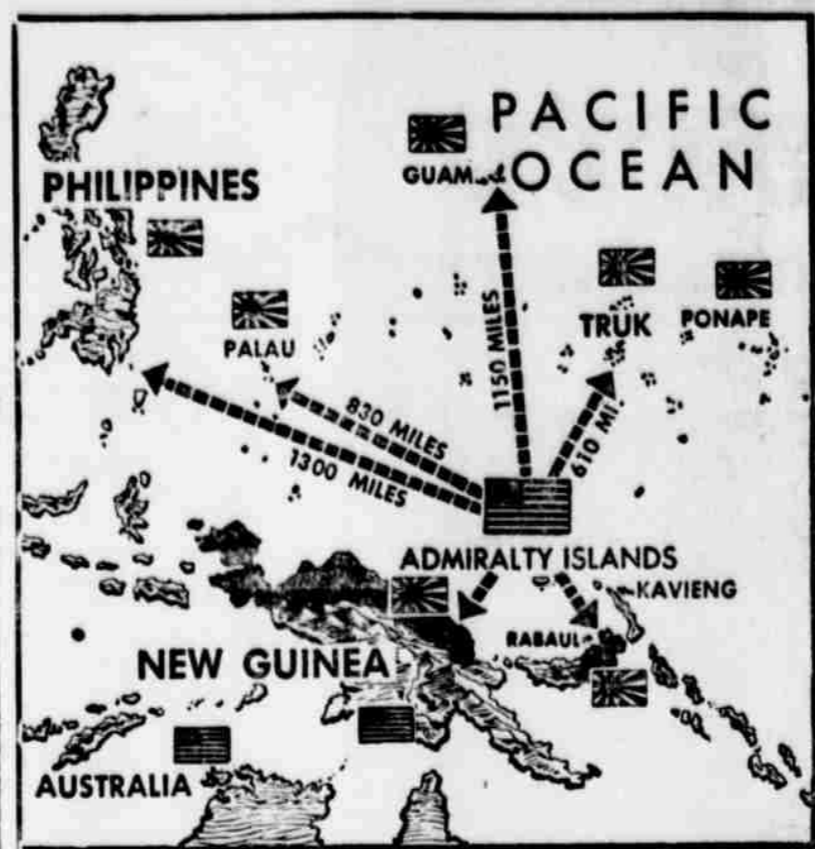 PACIFIC
OCEAN
GUAM
PHILIPPINES
TRUK
PONAPE
PALAU
1150 MILES
610 MI.
830 MILES
1300 MILES
ADMIRALTY ISLANDS
KAVIENG
RABAUL
NEW GUINEA
AUSTRALIA